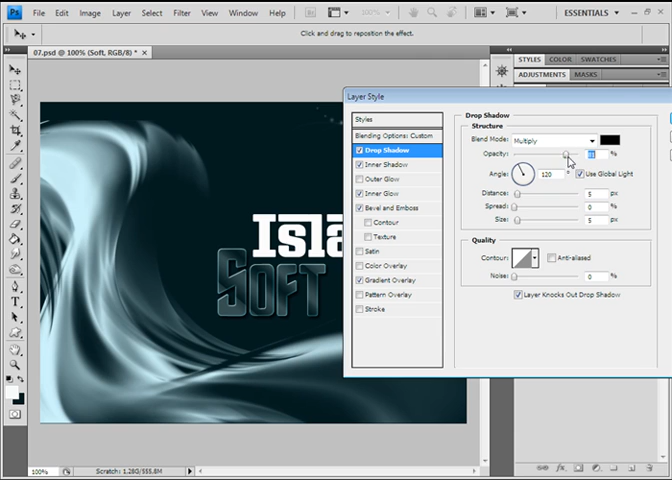 Ps File Edit Image Layer Select Filter View Window Help 100% ESSENTIALS
Click and drag to reposition the effect.
07.psd @ 100% (Soft, RGB/8) *
STYLES COLOR SWATCHES
ADJUSTMENTS MASKS
Layer Style
Styles
Blending Options: Custom
Drop Shadow
Inner Shadow
Outer Glow
Inner Glow
Bevel and Emboss
Contour
Texture
Satin
Color Overlay
Gradient Overlay
Pattern Overlay
Stroke
Drop Shadow
Structure
Blend Mode: Multiply
Opacity: 81 %
Angle: 120 ° Use Global Light
Distance: 5 px
Spread: 0 %
Size: 5 px
Quality
Contour: Anti-aliased
Noise: 0 %
Layer Knocks Out Drop Shadow
Isla
SOFT
100% Scratch: 1,28G/555,8M